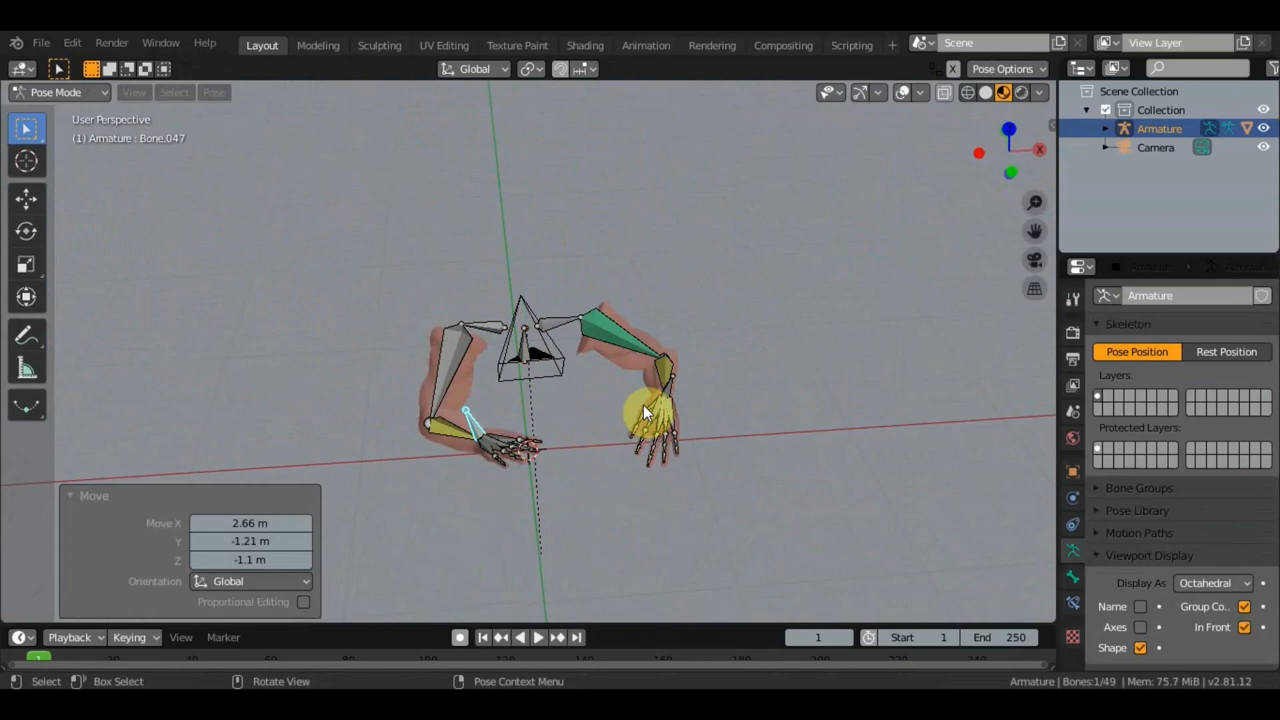 File Edit Render Window Help Layout Modeling Sculpting UV Editing Texture Paint Shading Animation Rendering Compositing Scripting + Scene View Layer
Global X Pose Options
Pose Mode View Select Pose
User Perspective
(1) Armature : Bone.047
X
Scene Collection
Collection
Armature
Camera
Armature
Skeleton
Pose Position Rest Position
Layers:
Protected Layers:
Bone Groups
Pose Library
Motion Paths
Viewport Display
Display As Octahedral
Name Group Co..
Axes In Front
Shape
Move
Move X 2.66 m
Y -1.21 m
Z -1.1 m
Orientation Global
Proportional Editing
Playback Keying View Marker 1 Start 1 End 250
1
Select Box Select Rotate View Pose Context Menu Armature | Bones:1/49 | Mem: 75.7 MiB | v2.81.12